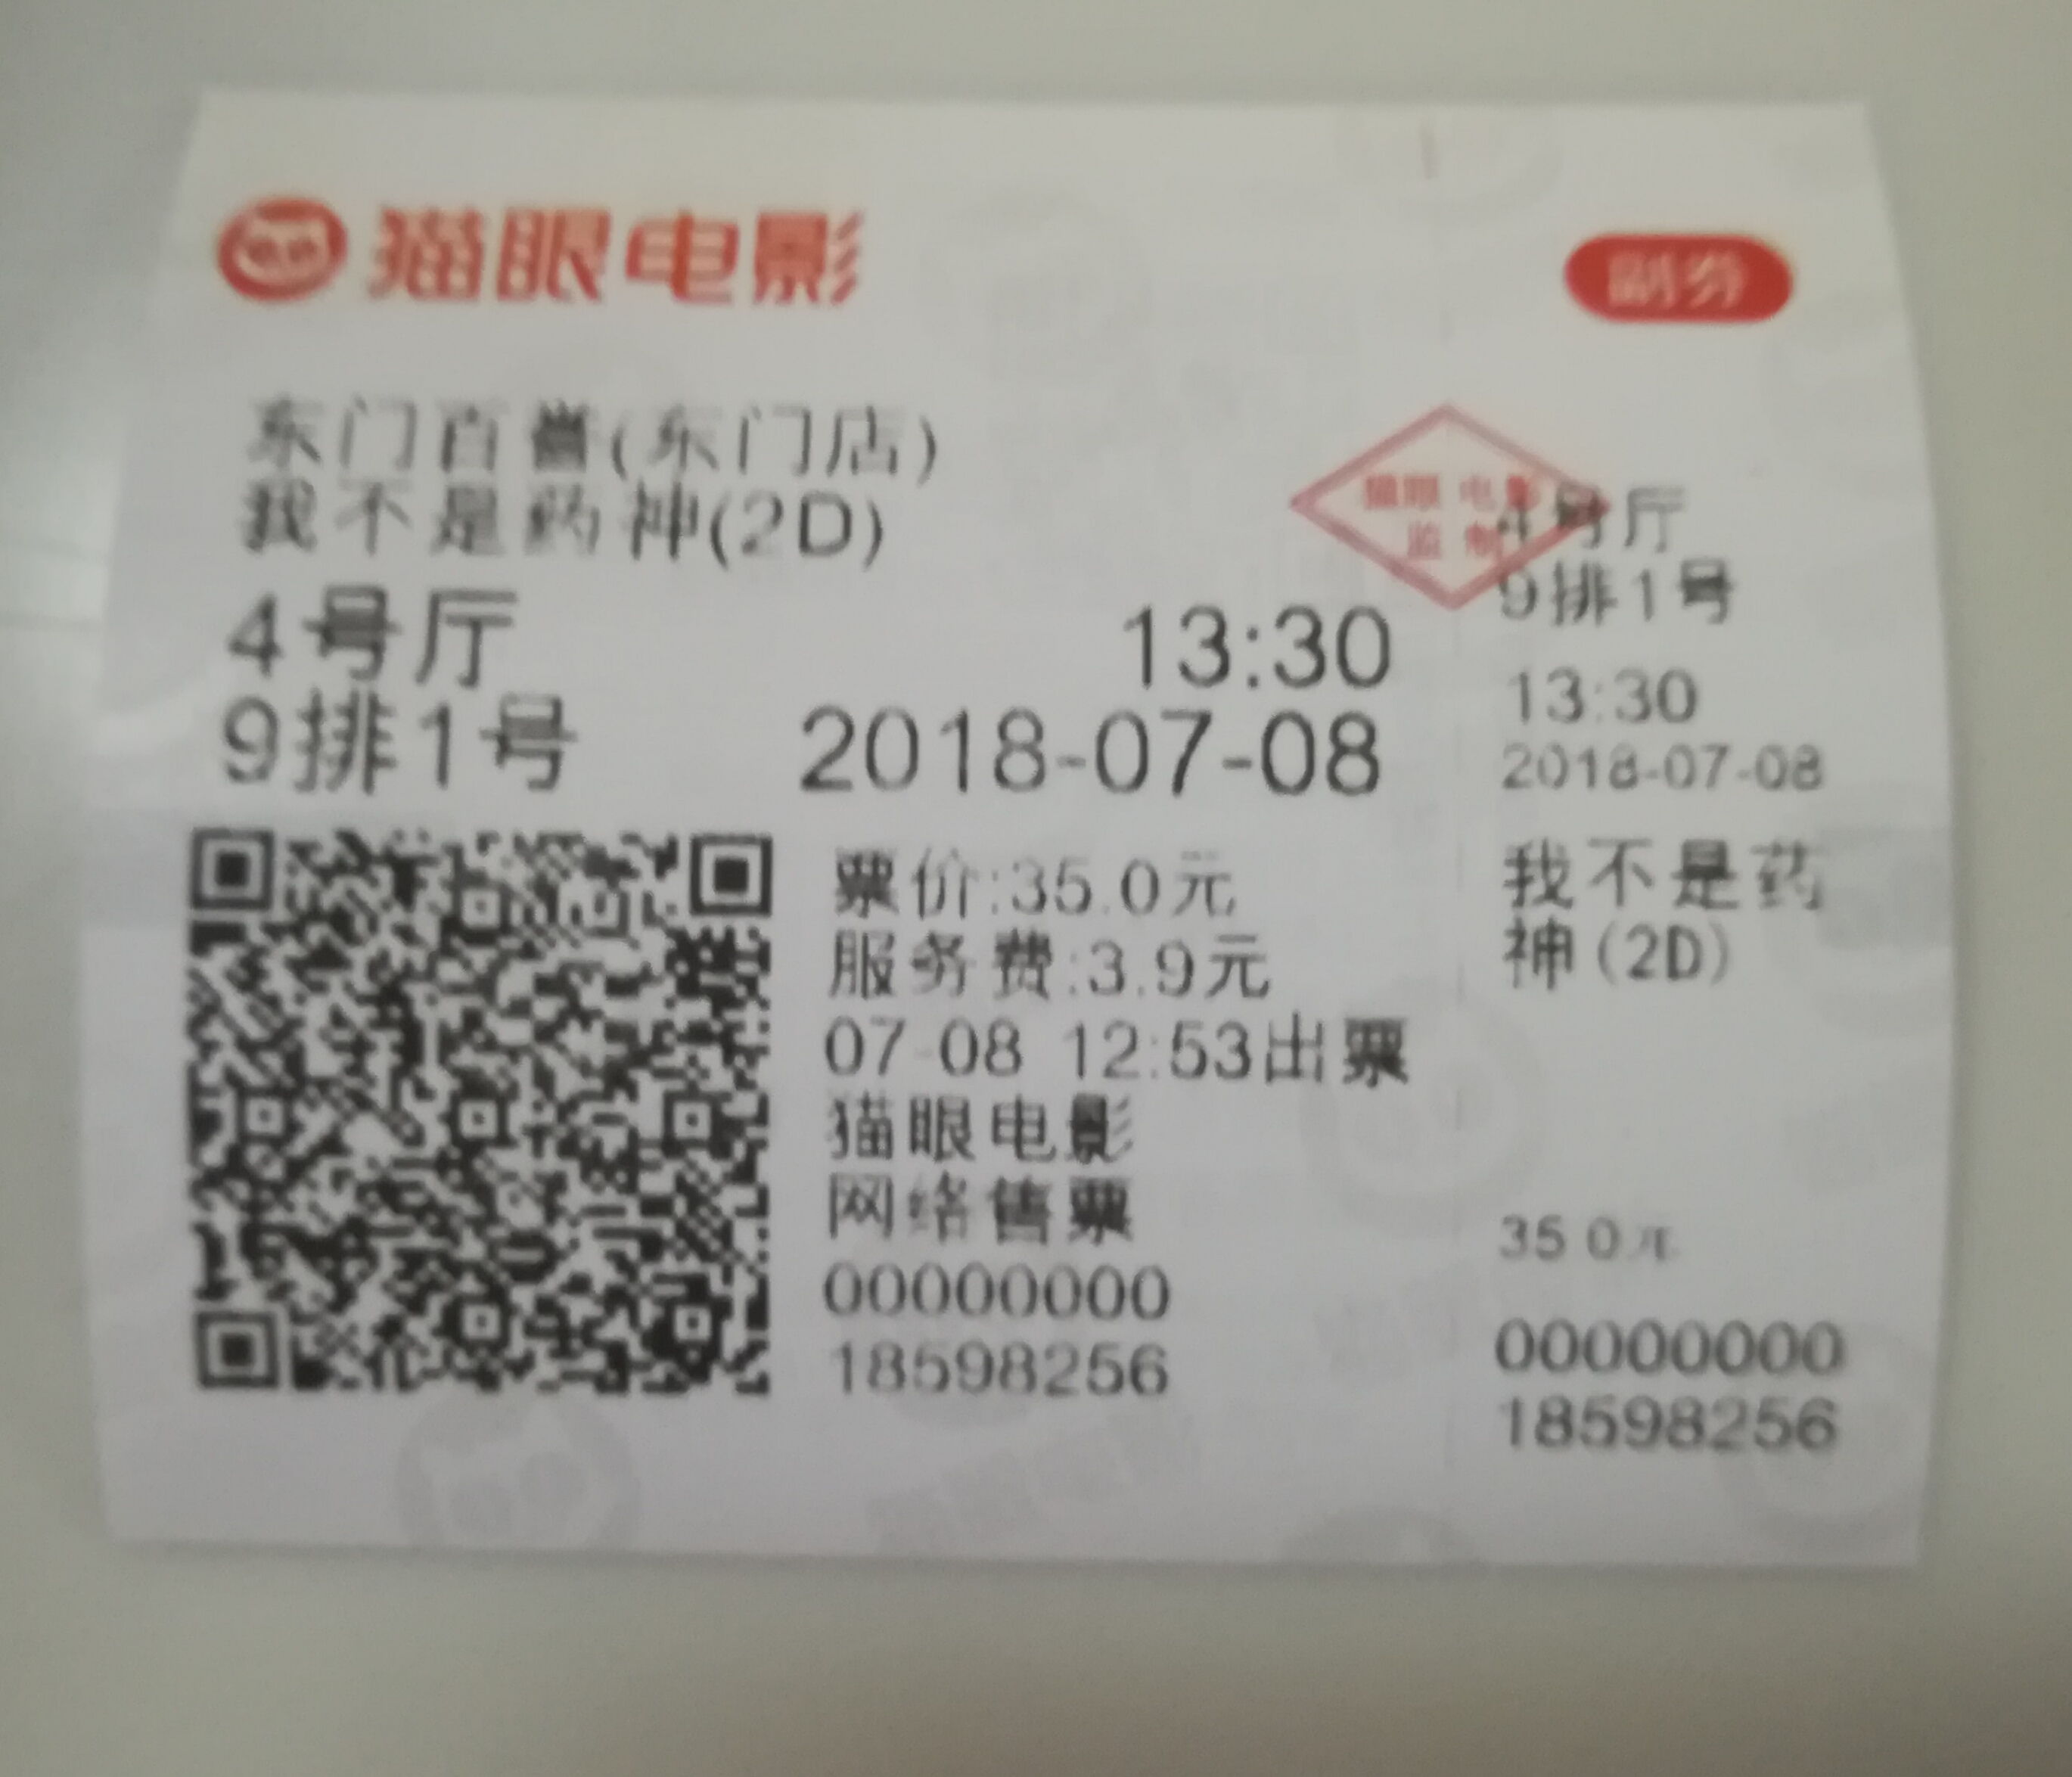 猫眼电影
副券
东门百誉(东门店)
我不是药神(2D)
4号厅
13:30
9排1号
2018-07-08
票价:35.0元
服务费:3.9元
07-08 12:53出票
猫眼电影
网络售票
00000000
18598256
猫眼电影
监制
4号厅
9排1号
13:30
2018-07-08
我不是药
神(2D)
35.0元
00000000
18598256